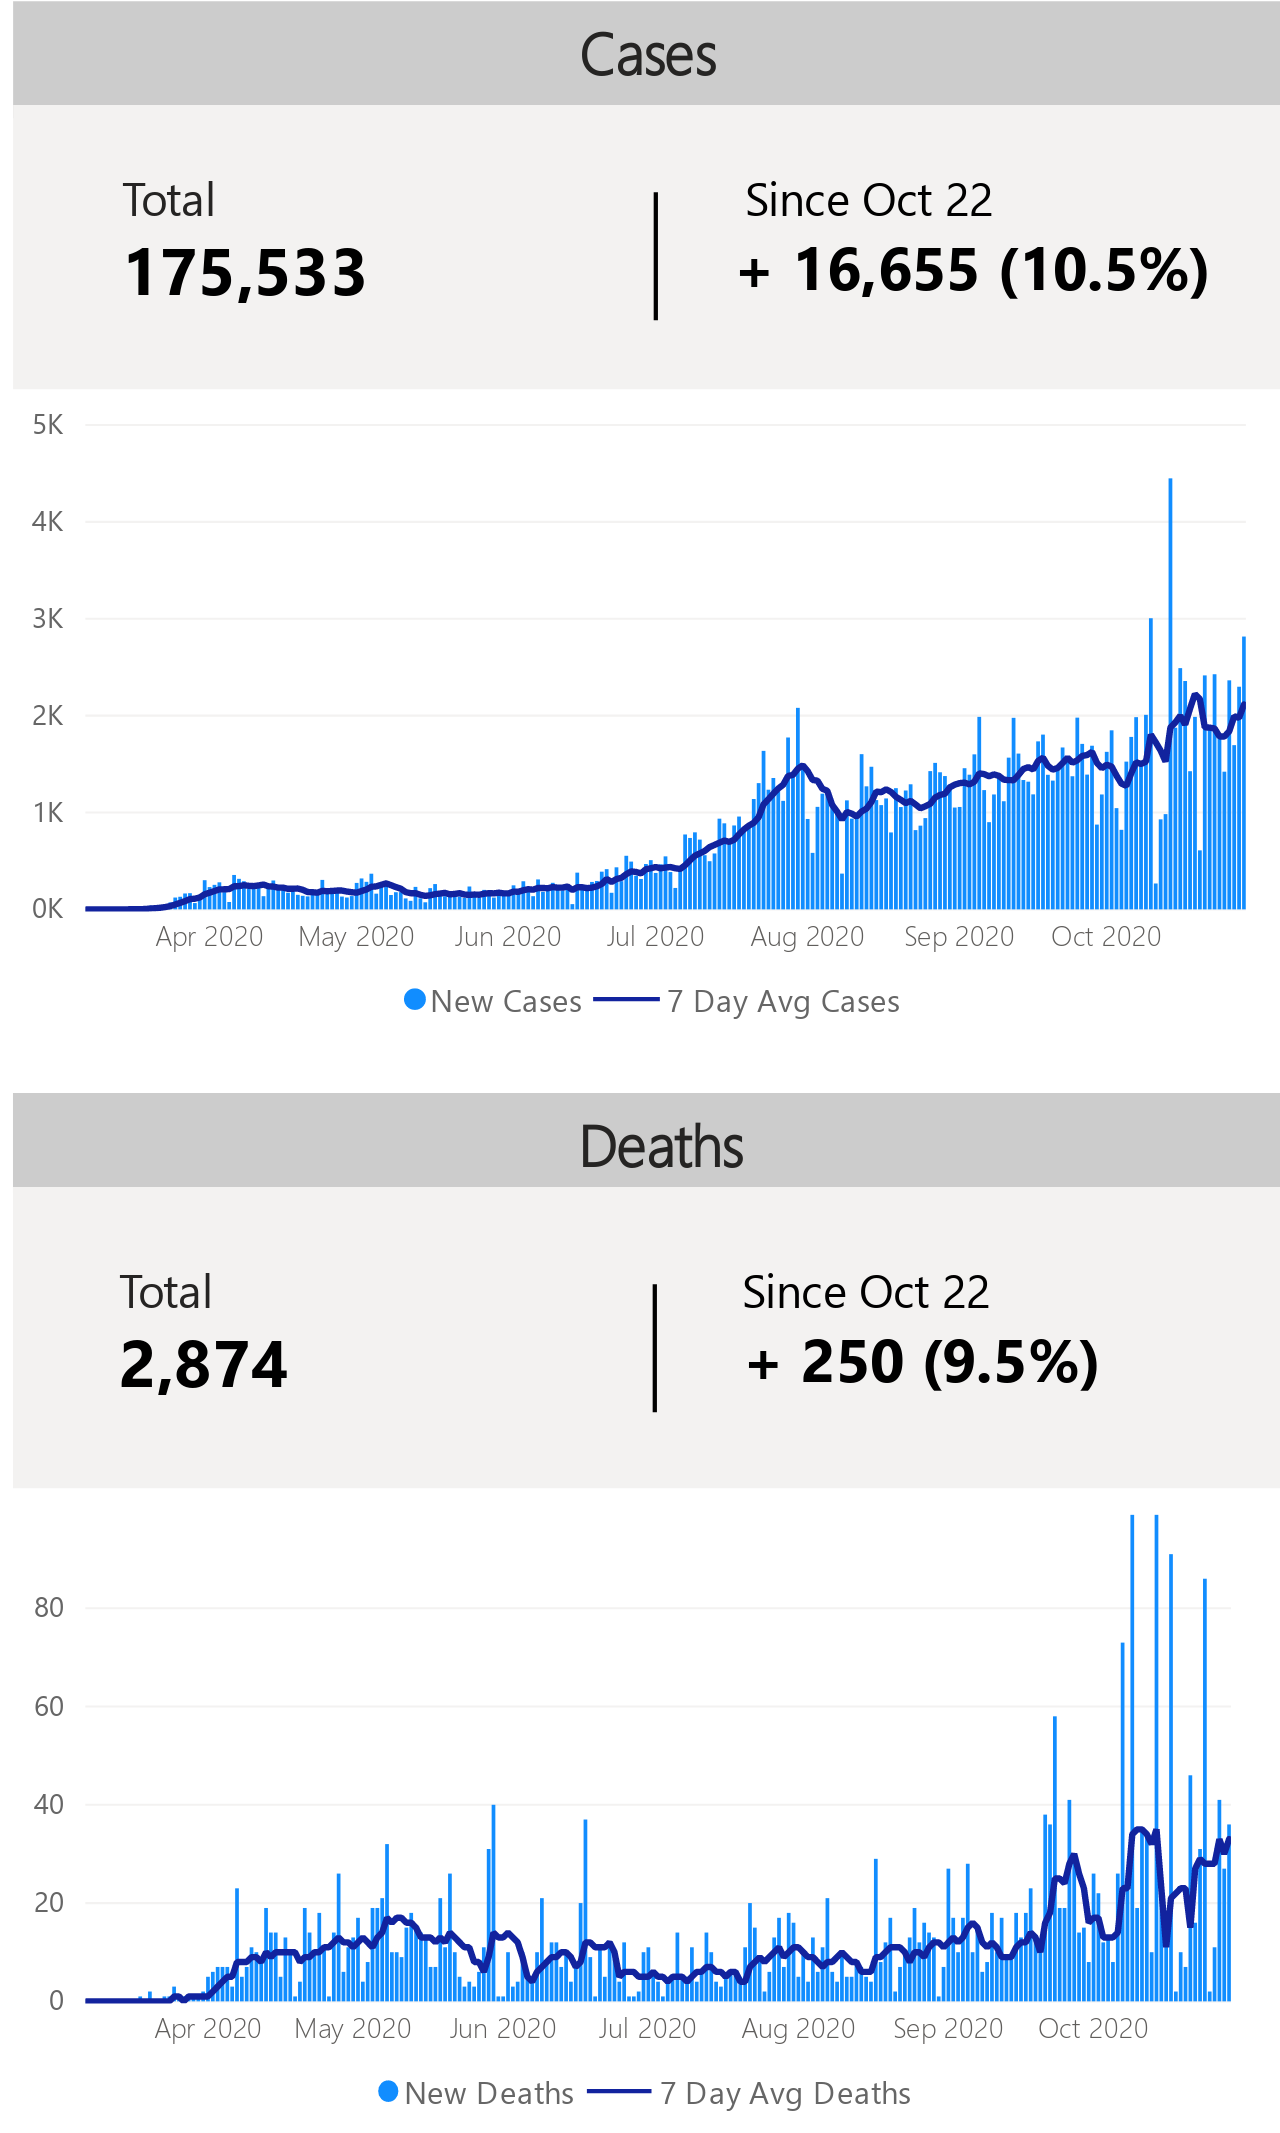 Cases
Total
Since Oct 22
175,533
+ 16,655 (10.5%)
5K
4K
3K
2K
1K
0K
Apr 2020 May 2020 Jun 2020 Jul 2020 Aug 2020 Sep 2020 Oct 2020
New Cases 7 Day Avg Cases
Deaths
Total
Since Oct 22
2,874
+ 250 (9.5%)
80
60
40
20
0
Apr 2020 May 2020 Jun 2020 Jul 2020 Aug 2020 Sep 2020 Oct 2020
New Deaths 7 Day Avg Deaths